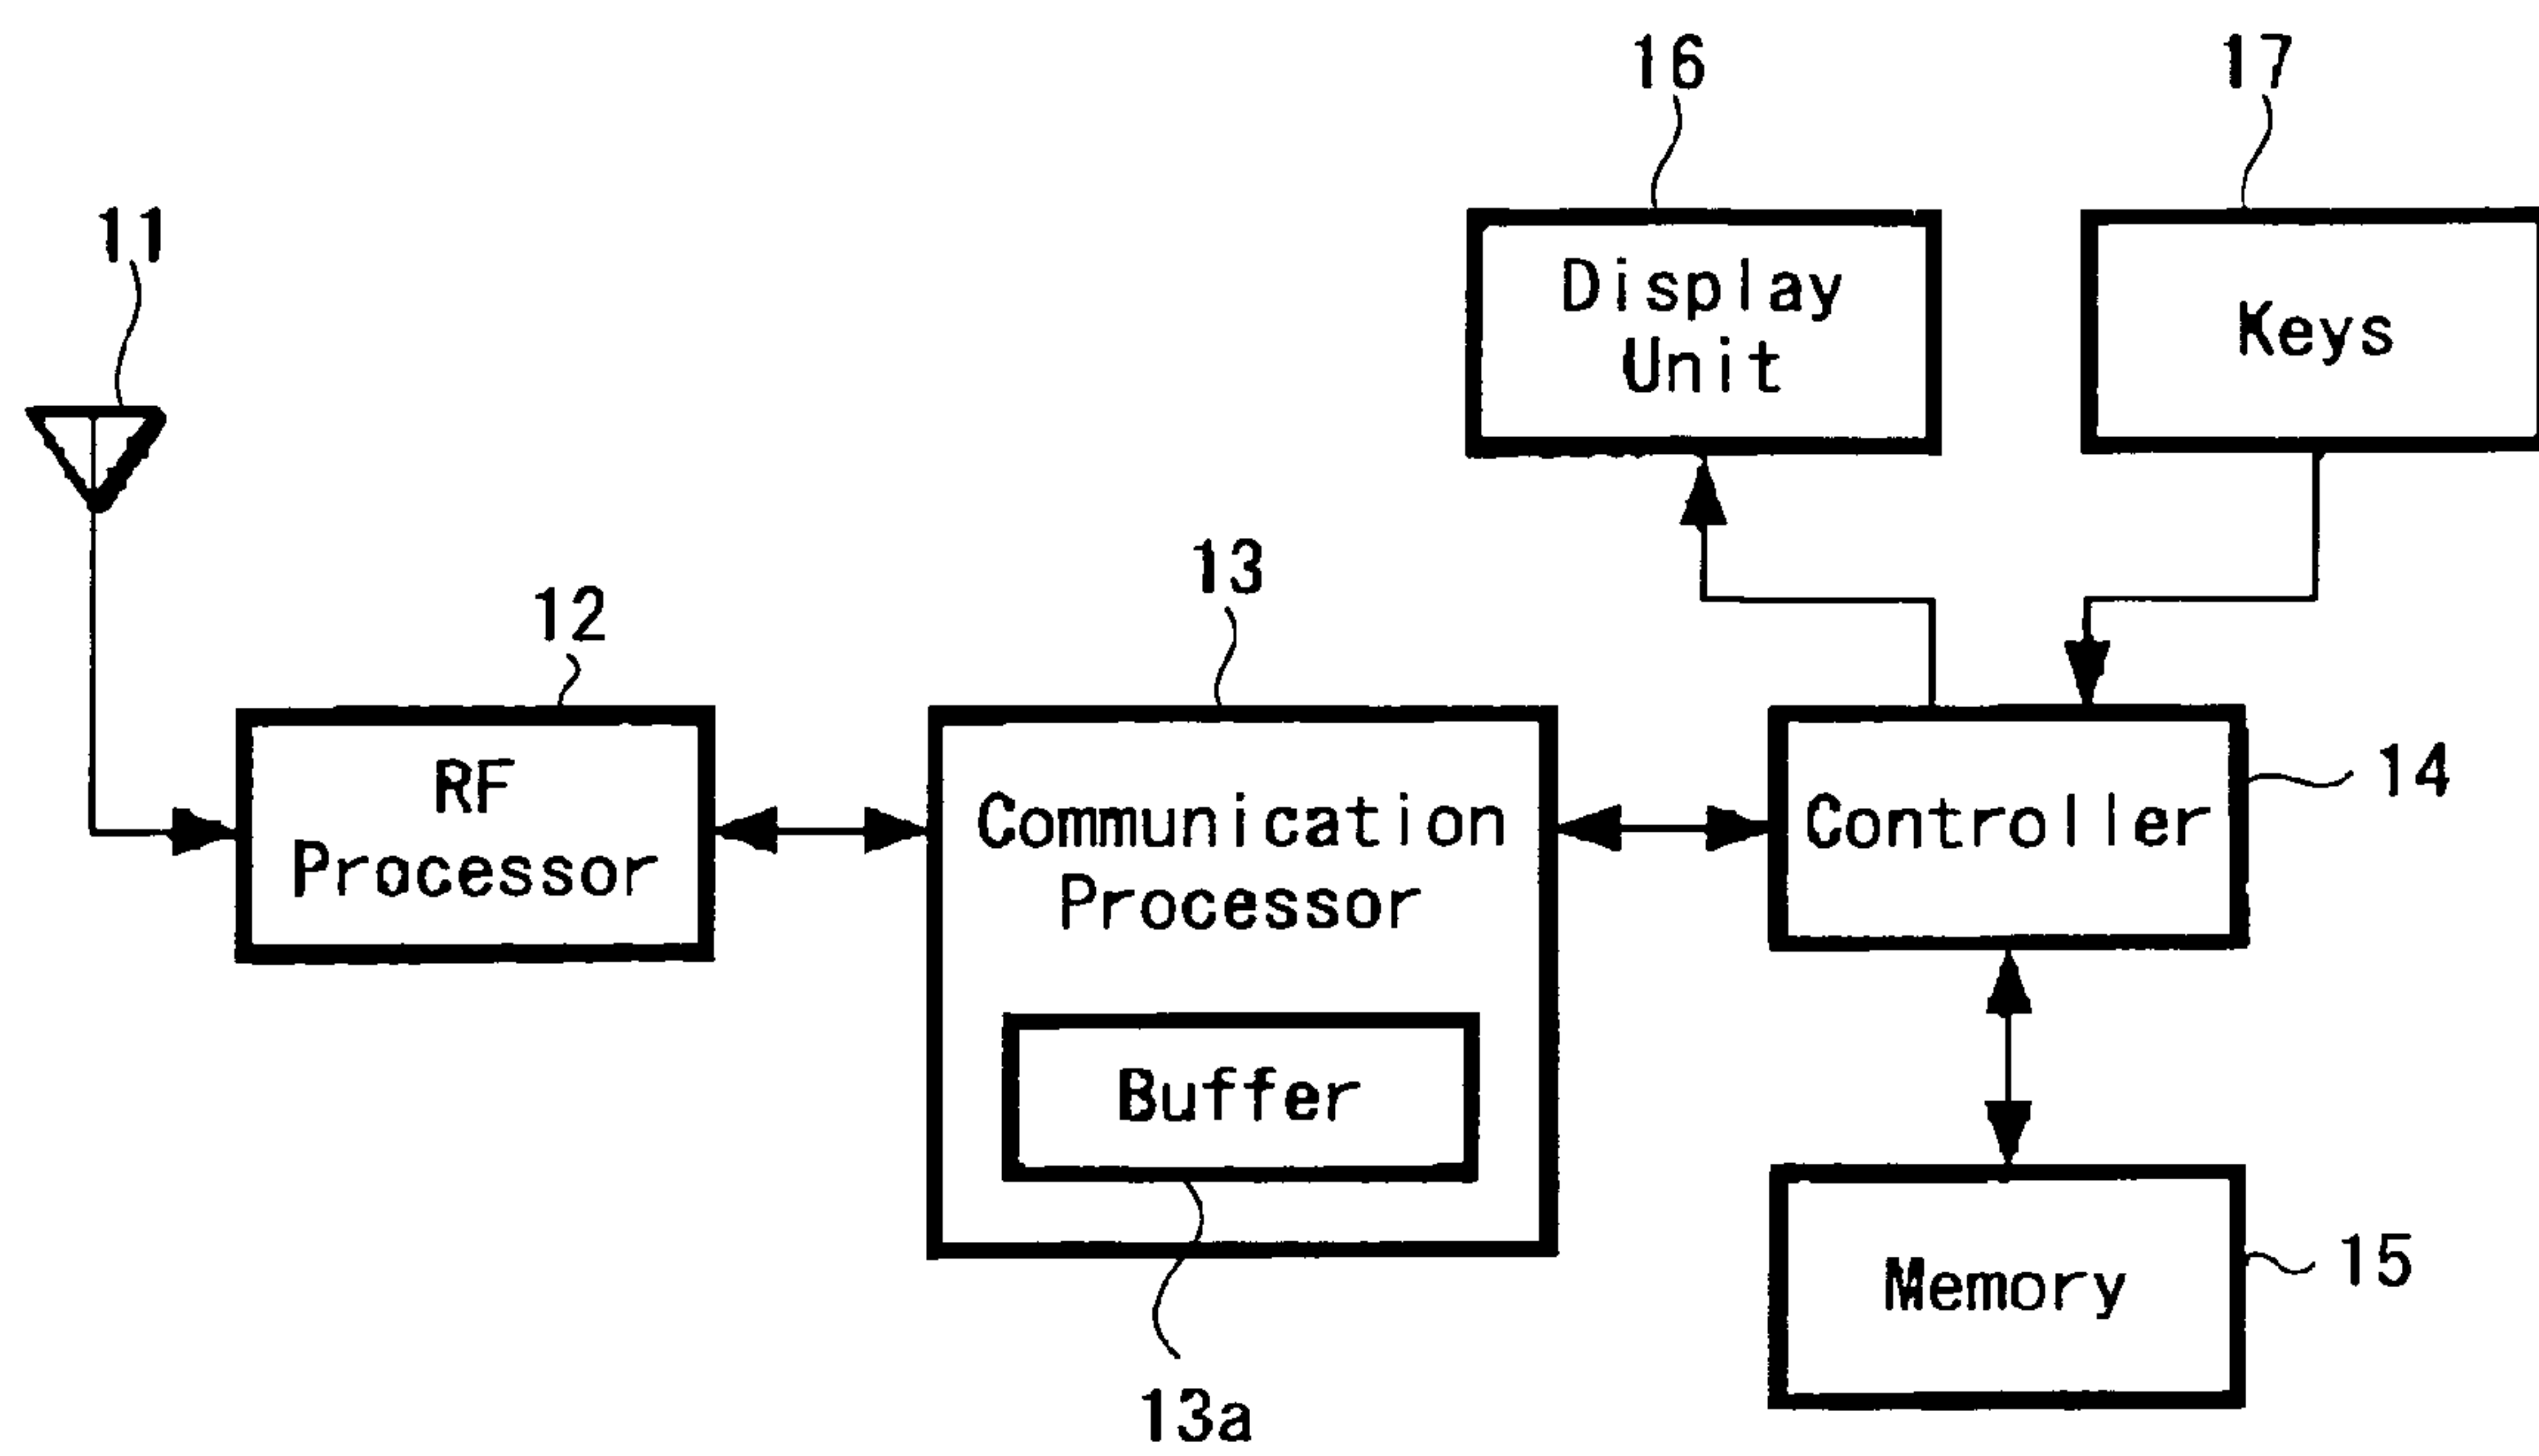 16
17
11
Display
Unit
Keys
13
12
14
RF
Processor
Communication
Processor
Controller
Buffer
15
Memory
13a